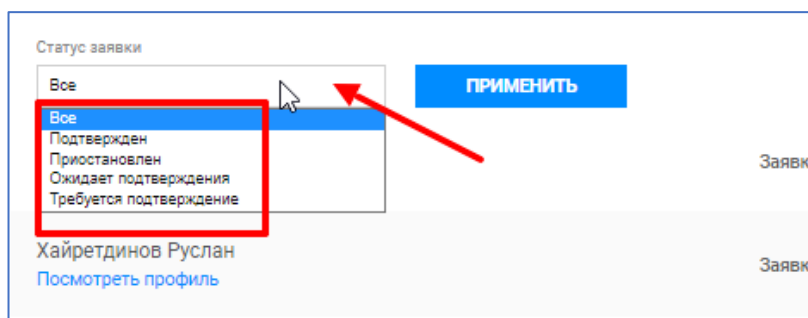 Статус заявки
Все
ПРИМЕНИТЬ
Все
Подтвержден
Приостановлен
Ожидает подтверждения
Требуется подтверждение
Хайретдинов Руслан
Посмотреть профиль
Заявк
Заявк